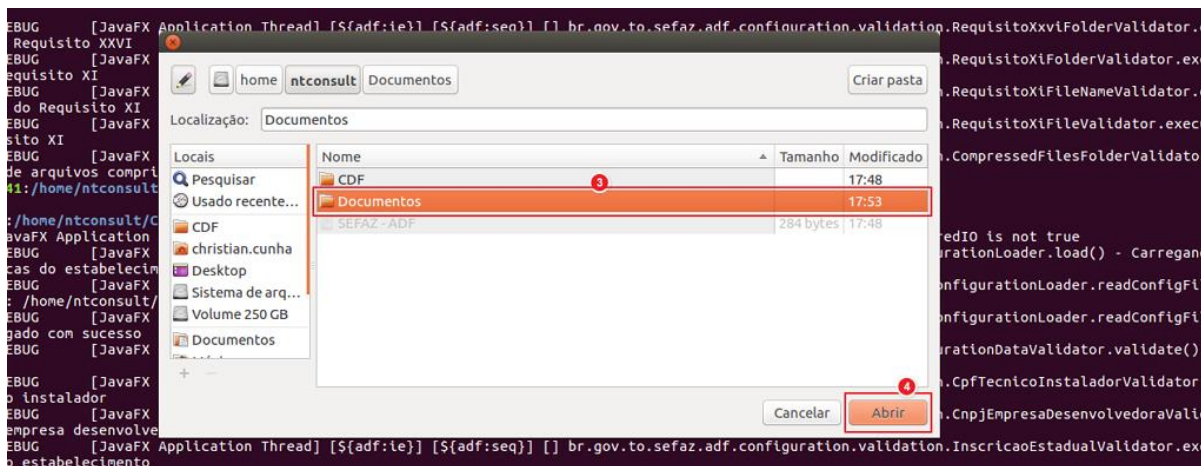 EBUG [JavaFX Application Thread] [${adf:ie}] [${adf:seq}] [] br.gov.to.sefaz.adf.configuration.validation.RequisitoXxviFolderValidator.
Requisito XXVI
EBUG [JavaFX n.RequisitoXiFolderValidator.exe
home ntconsult Documentos Criar pasta
equisito XI
EBUG [JavaFX n.RequisitoXiFileNameValidator.
do Requisito XI
Localização: Documentos
EBUG [JavaFX n.RequisitoXiFileValidator.execu
sito XI
EBUG [JavaFX n.CompressedFilesFolderValidato
Locais Nome Tamanho Modificado
de arquivos compri
Pesquisar CDF 17:48
3
41:/home/ntconsult
Usado recente... Documentos 17:53
:/home/ntconsult/C
CDF SEFAZ - ADF 284 bytes 17:48
avaFX Application redIO is not true
christian.cunha
EBUG [JavaFX urationLoader.load() - Carregand
cas do estabelecim
Desktop
EBUG [JavaFX onfigurationLoader.readConfigFi
Sistema de arq...
: /home/ntconsult/
Volume 250 GB
EBUG [JavaFX onfigurationLoader.readConfigFi
gado com sucesso
Documentos
EBUG [JavaFX urationDataValidator.validate()
EBUG [JavaFX n.CpfTecnicoInstaladorValidator
4
o instalador
Cancelar Abrir
EBUG [JavaFX n.CnpjEmpresaDesenvolvedoraValid
empresa desenvolve
EBUG [JavaFX Application Thread] [${adf:ie}] [${adf:seq}] [] br.gov.to.sefaz.adf.configuration.validation.InscricaoEstadualValidator.exe
o estabelecimento